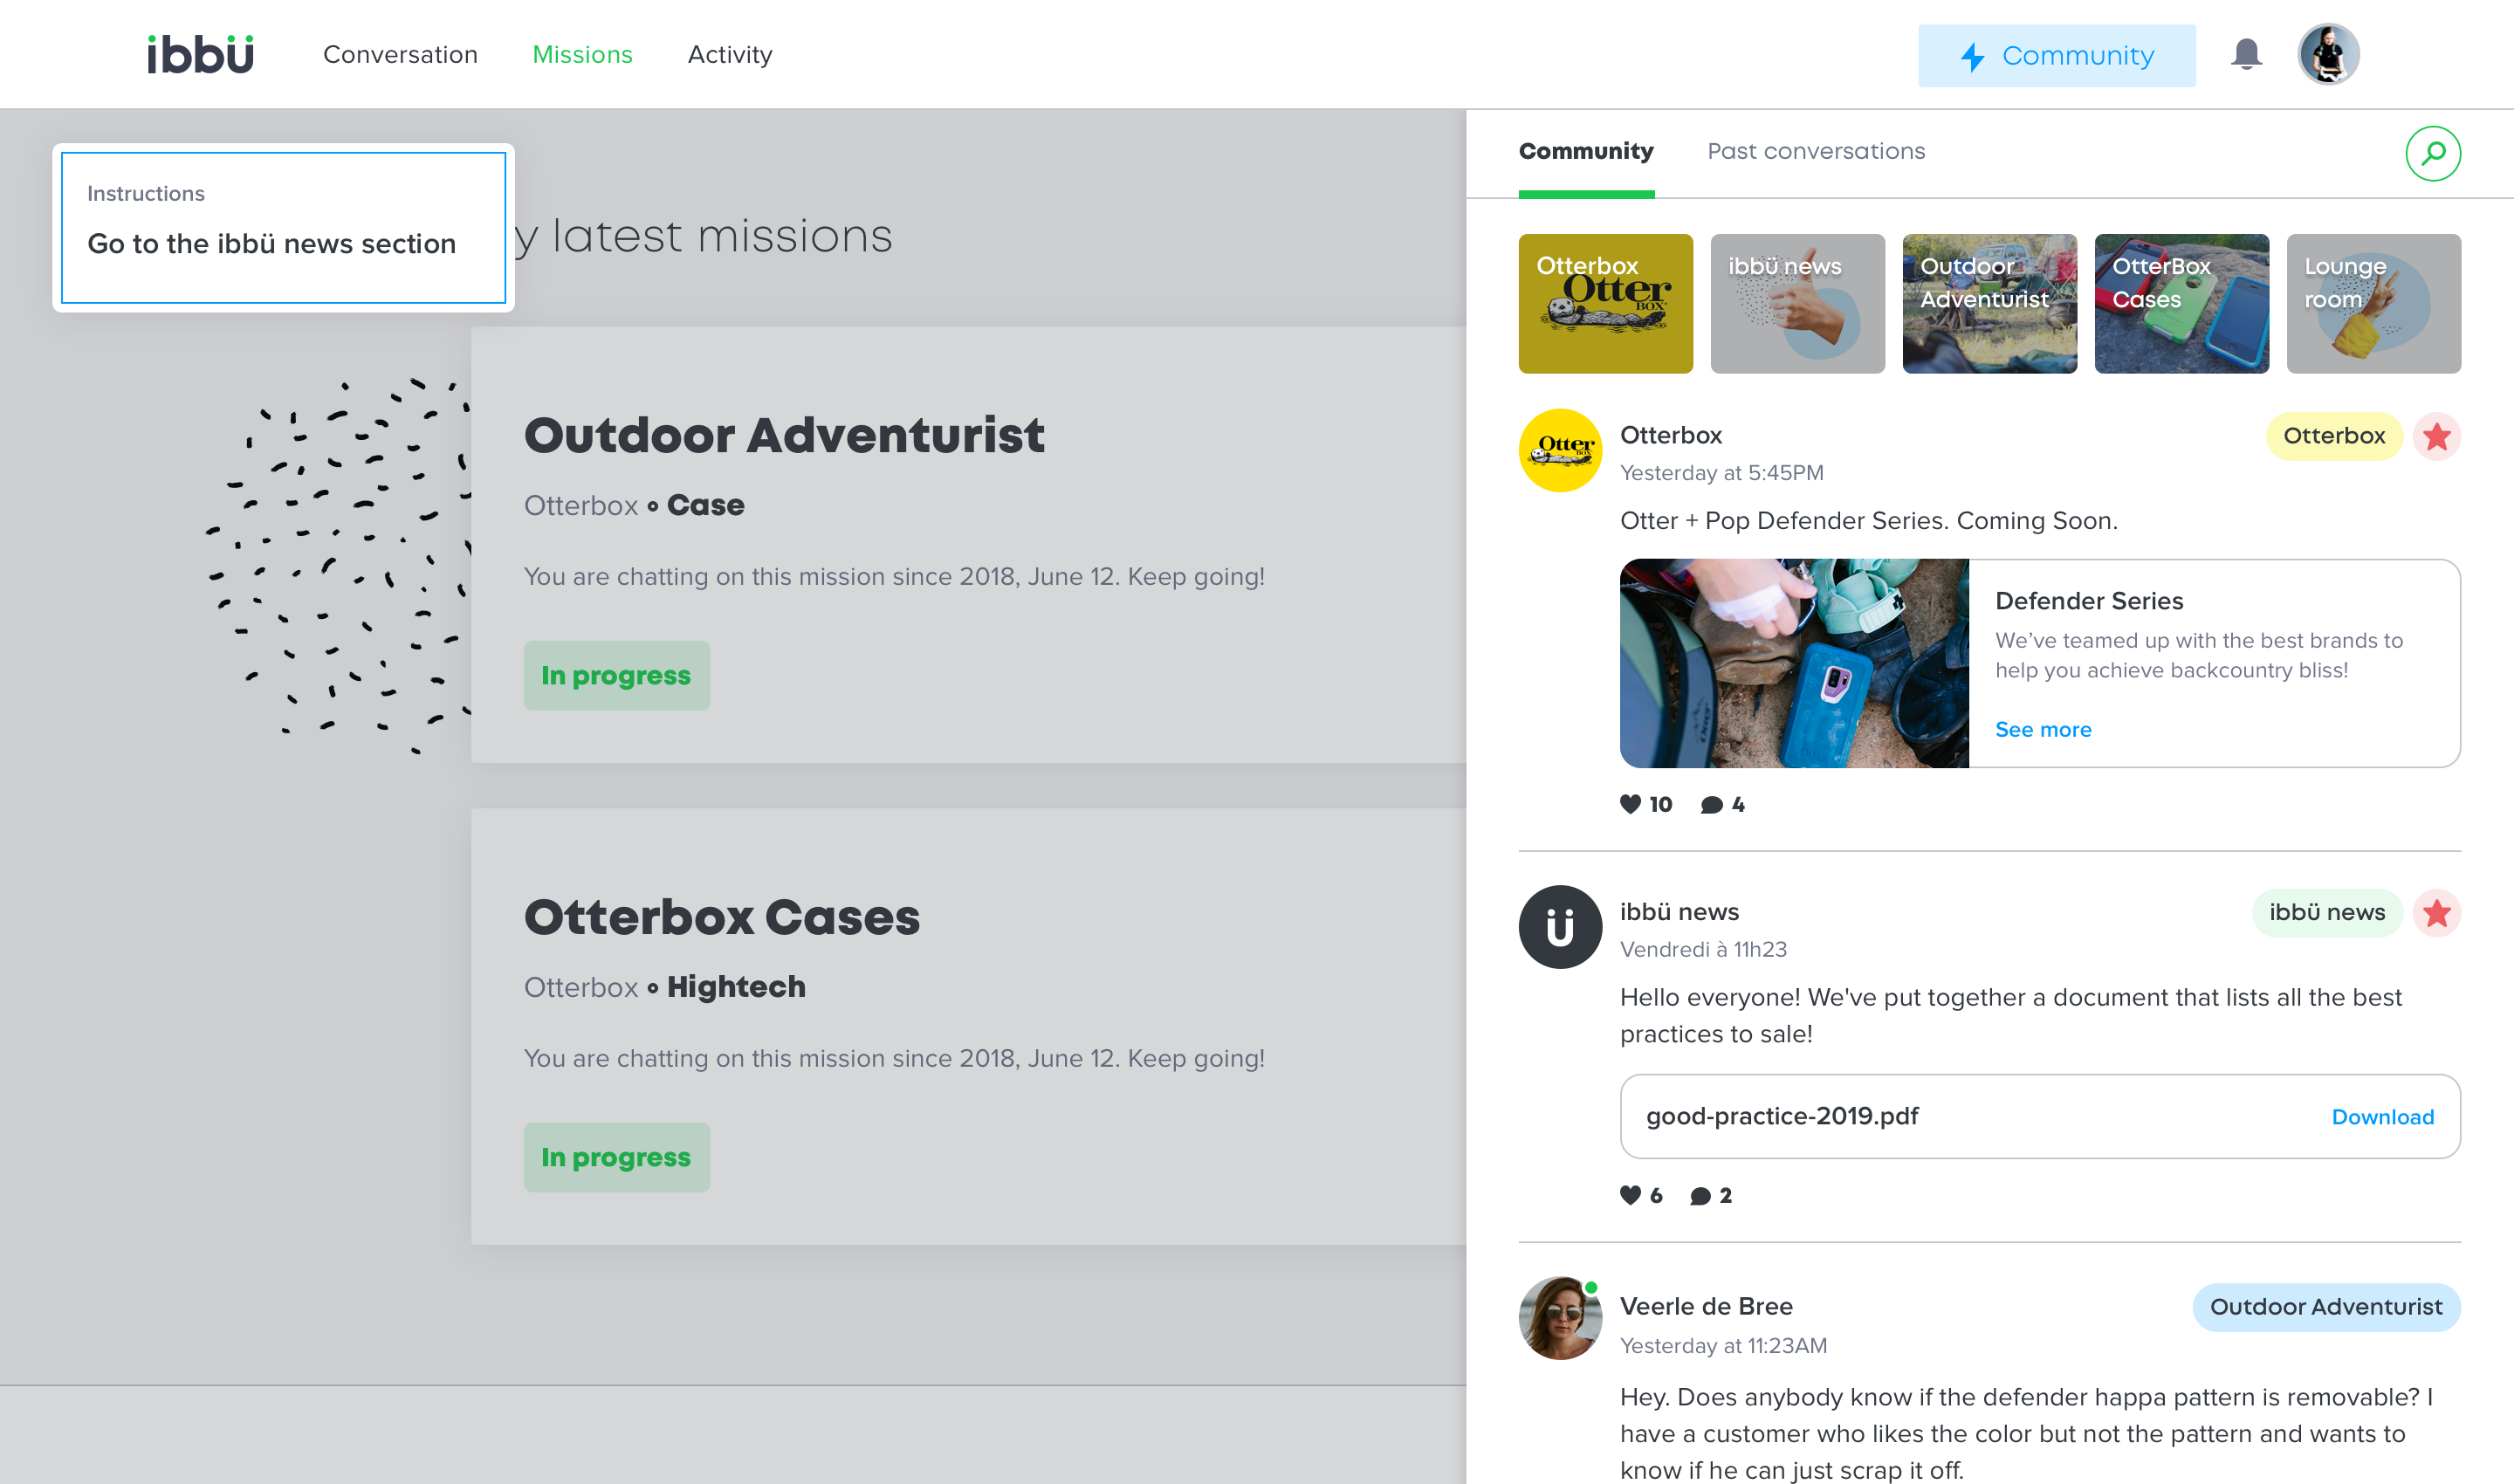 ibbü
Conversation
Missions
Activity
Community
Instructions
Go to the ibbü news section
y latest missions
Outdoor Adventurist
Otterbox Case
You are chatting on this mission since 2018, June 12. Keep going!
In progress
Otterbox Cases
Otterbox Hightech
You are chatting on this mission since 2018, June 12. Keep going!
In progress
Community
Past conversations
Otterbox
Otter
BOX
ibbü news
Outdoor
Adventurist
OtterBox
Cases
Lounge
room
Otter
BOX
Otterbox
Otterbox
Yesterday at 5:45PM
Otter + Pop Defender Series. Coming Soon.
Defender Series
We’ve teamed up with the best brands to
help you achieve backcountry bliss!
See more
10
4
ü
ibbü news
ibbü news
Vendredi à 11h23
Hello everyone! We've put together a document that lists all the best
practices to sale!
good-practice-2019.pdf
Download
6
2
Veerle de Bree
Outdoor Adventurist
Yesterday at 11:23AM
Hey. Does anybody know if the defender happa pattern is removable? I
have a customer who likes the color but not the pattern and wants to
know if he can just scrap it off.